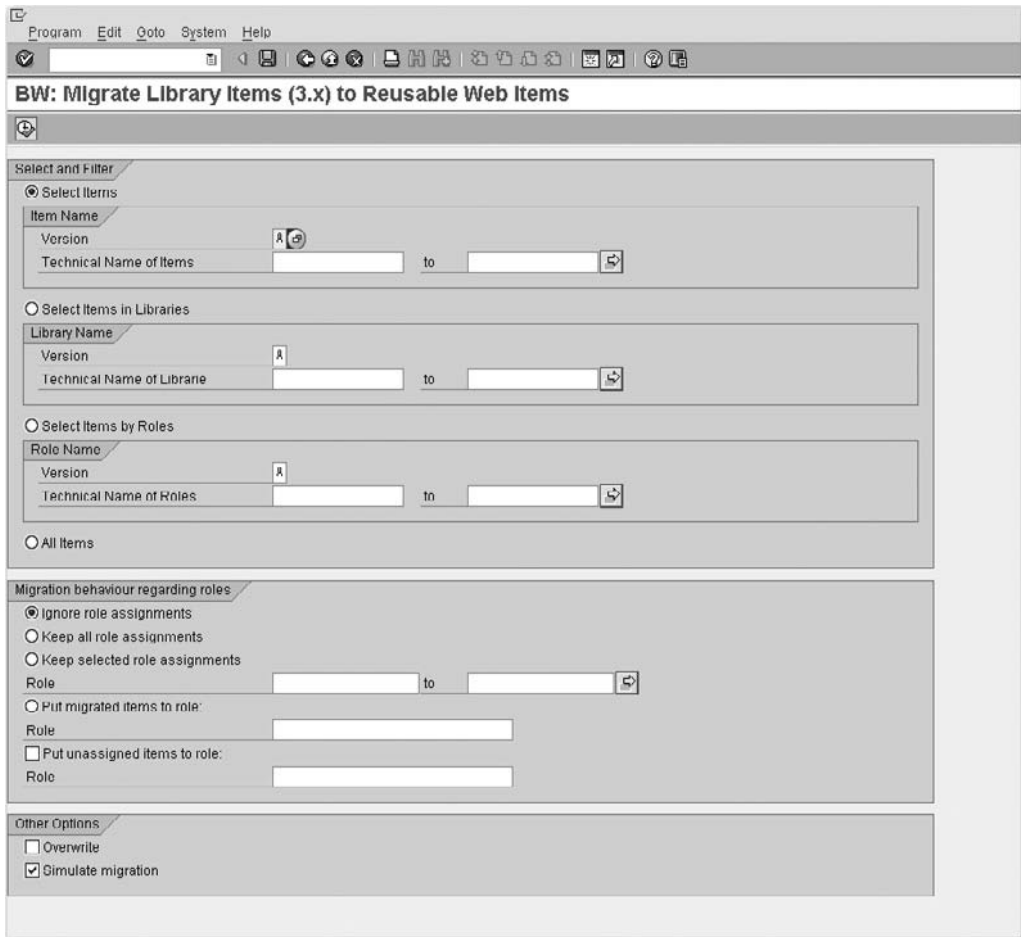 Program Edit Goto System Help
BW: Migrate Library Items (3.x) to Reusable Web Items
Select and Filter
Select Items
Item Name
Version A
Technical Name of Items to
Select Items in Libraries
Library Name
Version A
Technical Name of Librarie to
Select Items by Roles
Role Name
Version A
Technical Name of Roles to
All Items
Migration behaviour regarding roles
Ignore role assignments
Keep all role assignments
Keep selected role assignments
Role to
Put migrated items to role:
Role
Put unassigned items to role:
Role
Other Options
Overwrite
Simulate migration